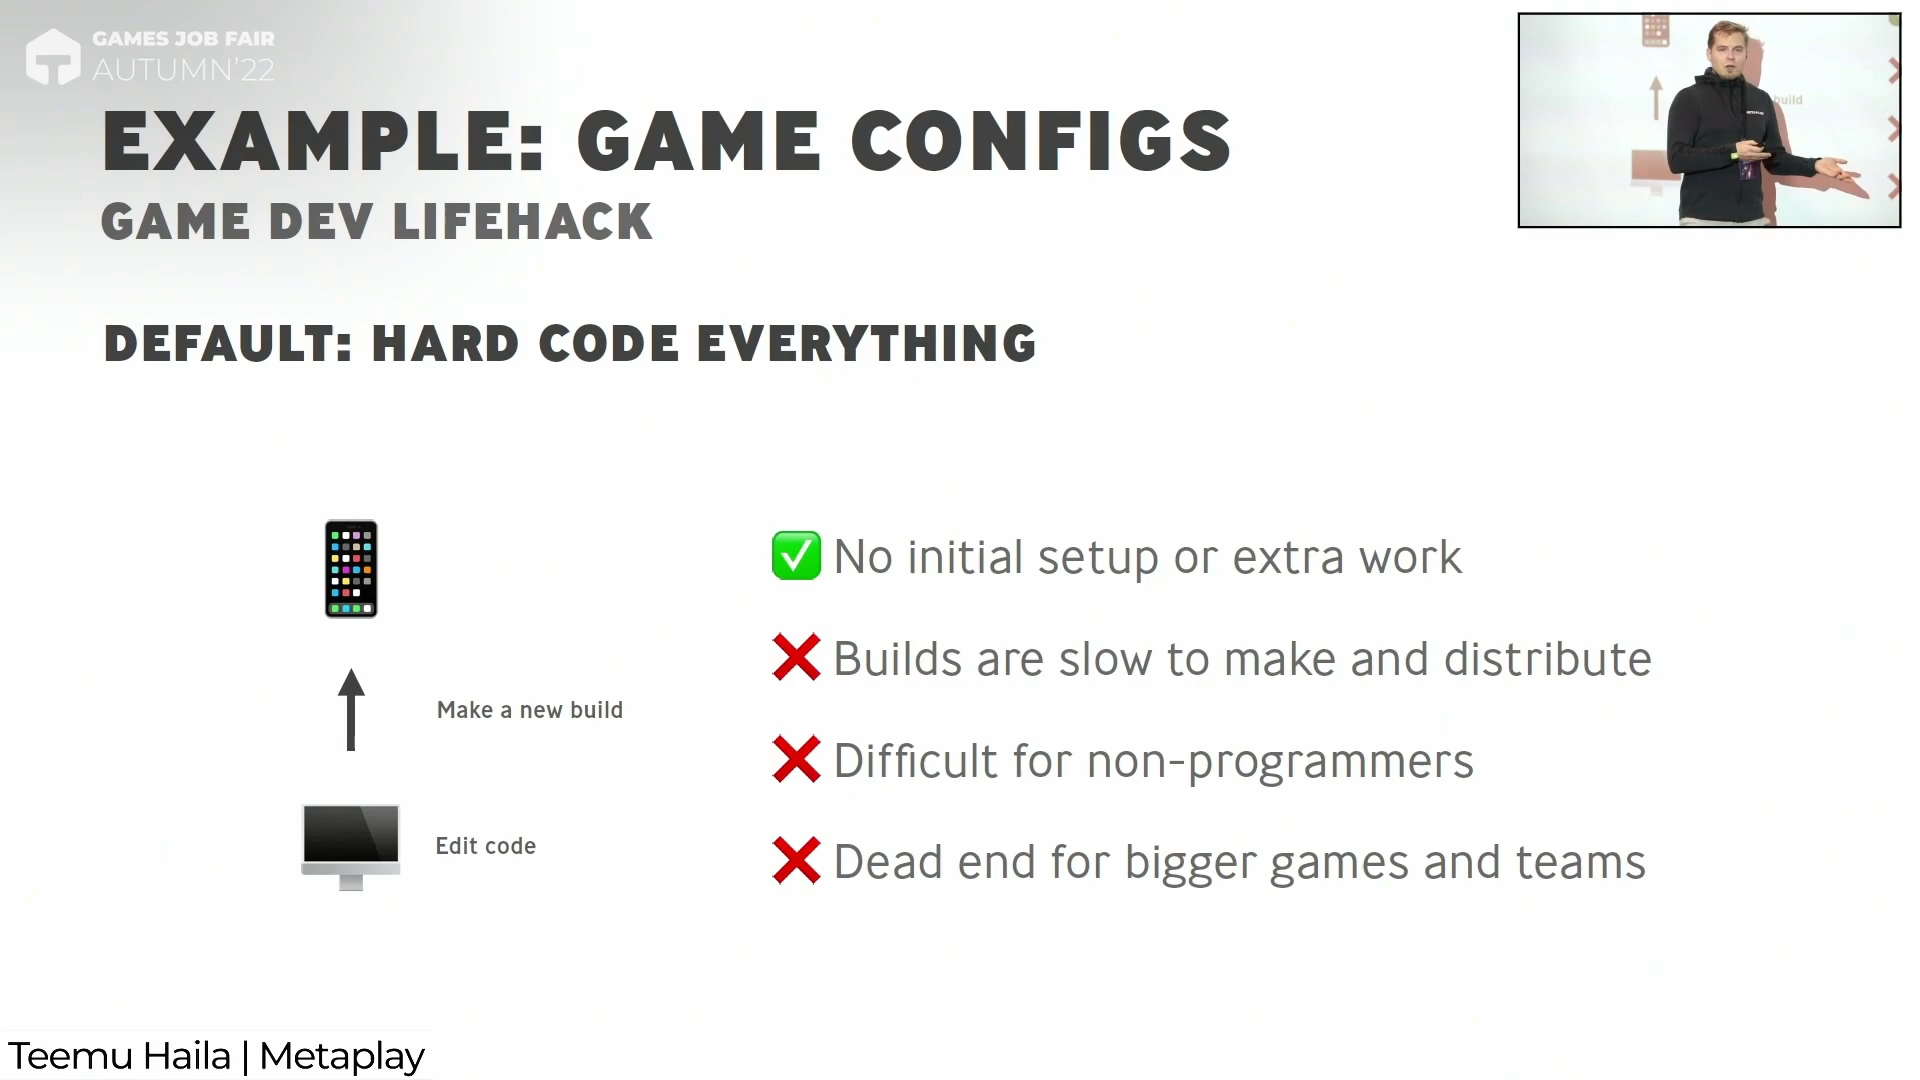 GAMES JOB FAIR
AUTUMN'22
EXAMPLE: GAME CONFIGS
GAME DEV LIFEHACK
DEFAULT: HARD CODE EVERYTHING
Make a new build
Edit code
✅ No initial setup or extra work
❌ Builds are slow to make and distribute
❌ Difficult for non-programmers
❌ Dead end for bigger games and teams
build
Teemu Haila | Metaplay